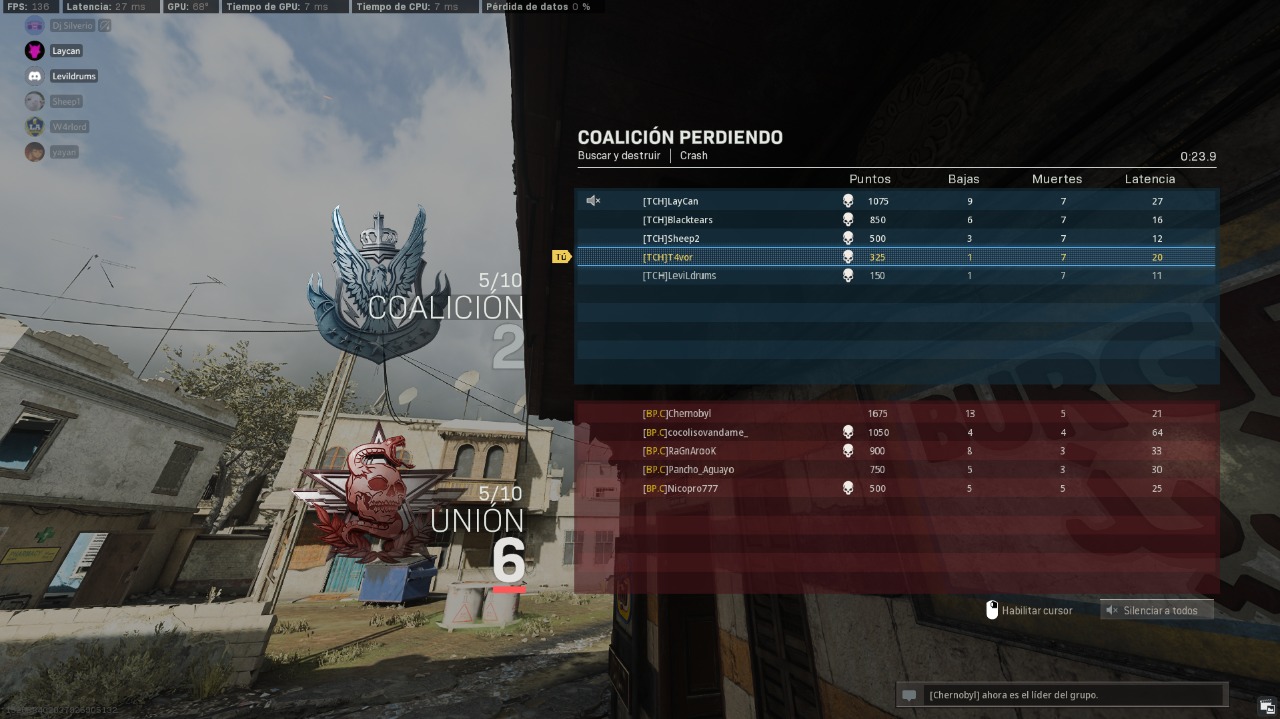 FPS: 136 Latencia: 27 ms GPU: 68° Tiempo de GPU: 7 ms Tiempo de CPU: 7 ms Pérdida de datos 0 %
Dj Silverio
Laycan
Levildrums
Sheep1
W4rlord
yayan
COALICIÓN PERDIENDO
Buscar y destruir | Crash 0:23.9
Puntos Bajas Muertes Latencia
[TCH]LayCan 1075 9 7 27
[TCH]Blacktears 850 6 7 16
[TCH]Sheep2 500 3 7 12
TÚ [TCH]T4vor 325 1 7 20
[TCH]LeviLdrums 150 1 7 11
5/10
COALICIÓN
2
[BP.C]Chernobyl 1675 13 5 21
[BP.C]cocolisovandame_ 1050 4 4 64
[BP.C]RaGnArooK 900 8 3 33
[BP.C]Pancho_Aguayo 750 5 3 30
[BP.C]Nicopro777 500 5 5 25
5/10
UNIÓN
6
PHARMACY
BURG
Habilitar cursor Silenciar a todos
[Chernobyl] ahora es el líder del grupo.